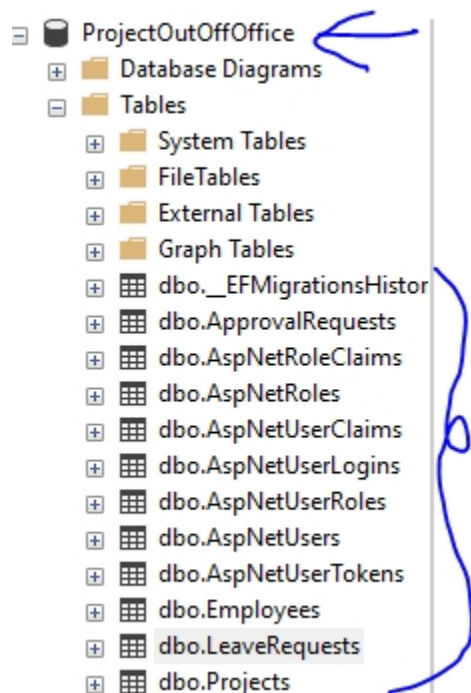 ProjectOutOffOffice
Database Diagrams
Tables
System Tables
FileTables
External Tables
Graph Tables
dbo.__EFMigrationsHistor
dbo.ApprovalRequests
dbo.AspNetRoleClaims
dbo.AspNetRoles
dbo.AspNetUserClaims
dbo.AspNetUserLogins
dbo.AspNetUserRoles
dbo.AspNetUsers
dbo.AspNetUserTokens
dbo.Employees
dbo.LeaveRequests
dbo.Projects